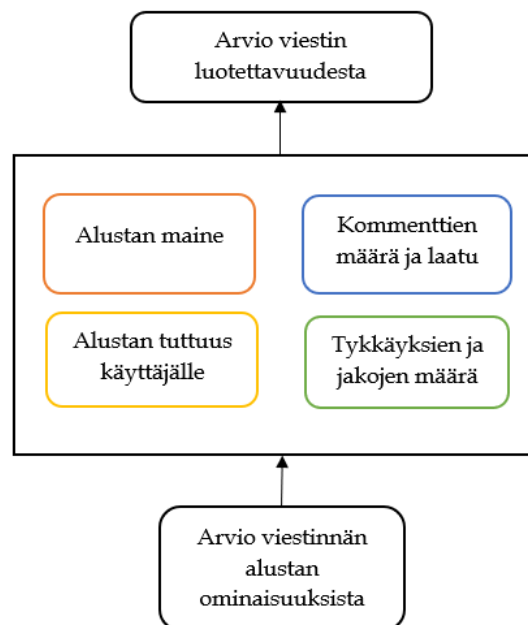 Arvio viestin
luotettavuudesta
Alustan maine
Kommenttien
määrä ja laatu
Alustan tuttuus
käyttäjälle
Tykkäyksien ja
jakojen määrä
Arvio viestinnän
alustan
ominaisuuksista